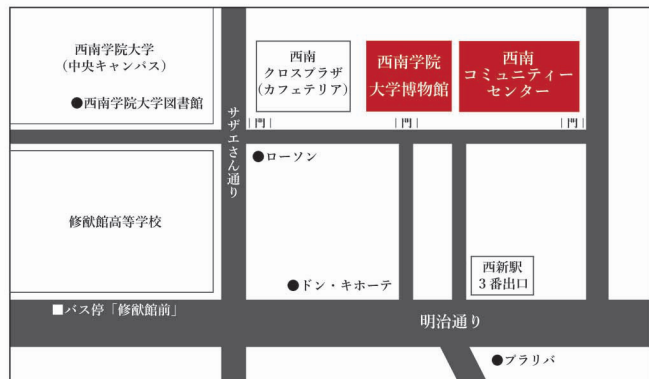 西南学院大学
（中央キャンパス）
●西南学院大学図書館
西南
クロスプラザ
（カフェテリア）
西南学院
大学博物館
西南
コミュニティー
センター
門
門
門
サザエさん通り
●ローソン
修猷館高等学校
●ドン・キホーテ
西新駅
3番出口
■バス停「修猷館前」
明治通り
●プラリバ